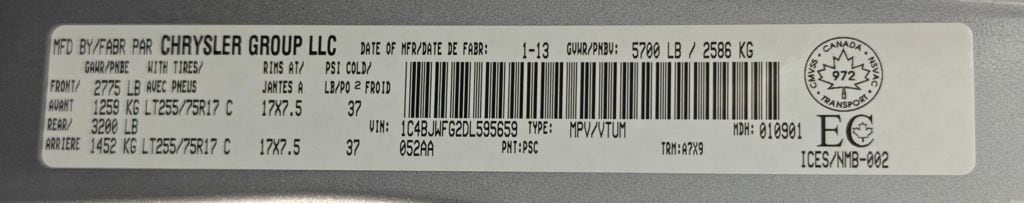 MFD BY/FABR PAR CHRYSLER GROUP LLC DATE OF MFR/DATE DE FABR: 1-13 GVWR/PNBV: 5700 LB / 2586 KG
GAWR/PNBE WITH TIRES/ RIMS AT/ PSI COLD/
FRONT/ 2775 LB AVEC PNEUS JANTES A LB/PO 2 FROID
AVANT 1259 KG LT255/75R17 C 17X7.5 37
REAR/ 3200 LB
ARRIERE 1452 KG LT255/75R17 C 17X7.5 37
VIN: 1C4BJWFG2DL595659 TYPE: MPV/VTUM MDH: 010901
052AA PNT:PSC TRM:A7X9
CANADA
CMVSS NSVAC
972
TRANSPORT
EC
ICES/NMB-002